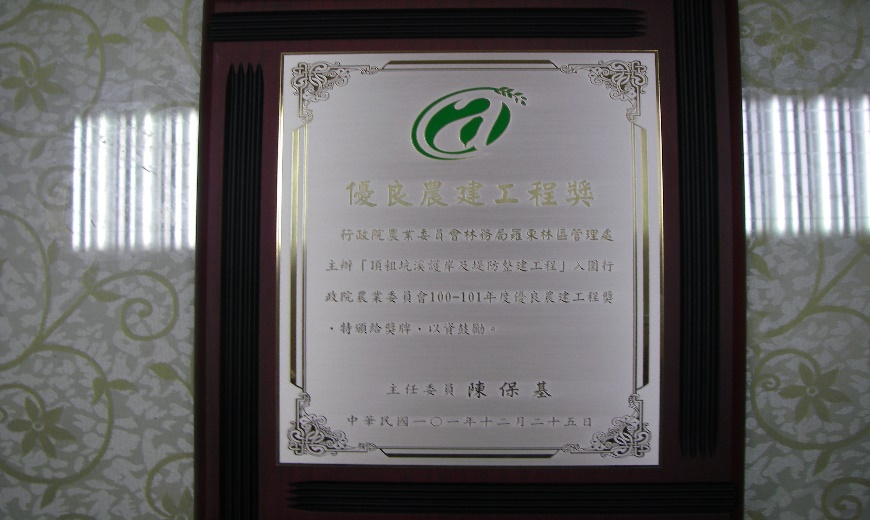 優良農建工程獎
行政院農業委員會林務局羅東林區管理處
主辦「頂粗坑溪護岸及堤防整建工程」入圍行
政院農業委員會100-101年度優良農建工程獎
，特頒給獎牌，以資鼓勵。
主任委員 陳保基
中華民國一〇一年十二月二十五日